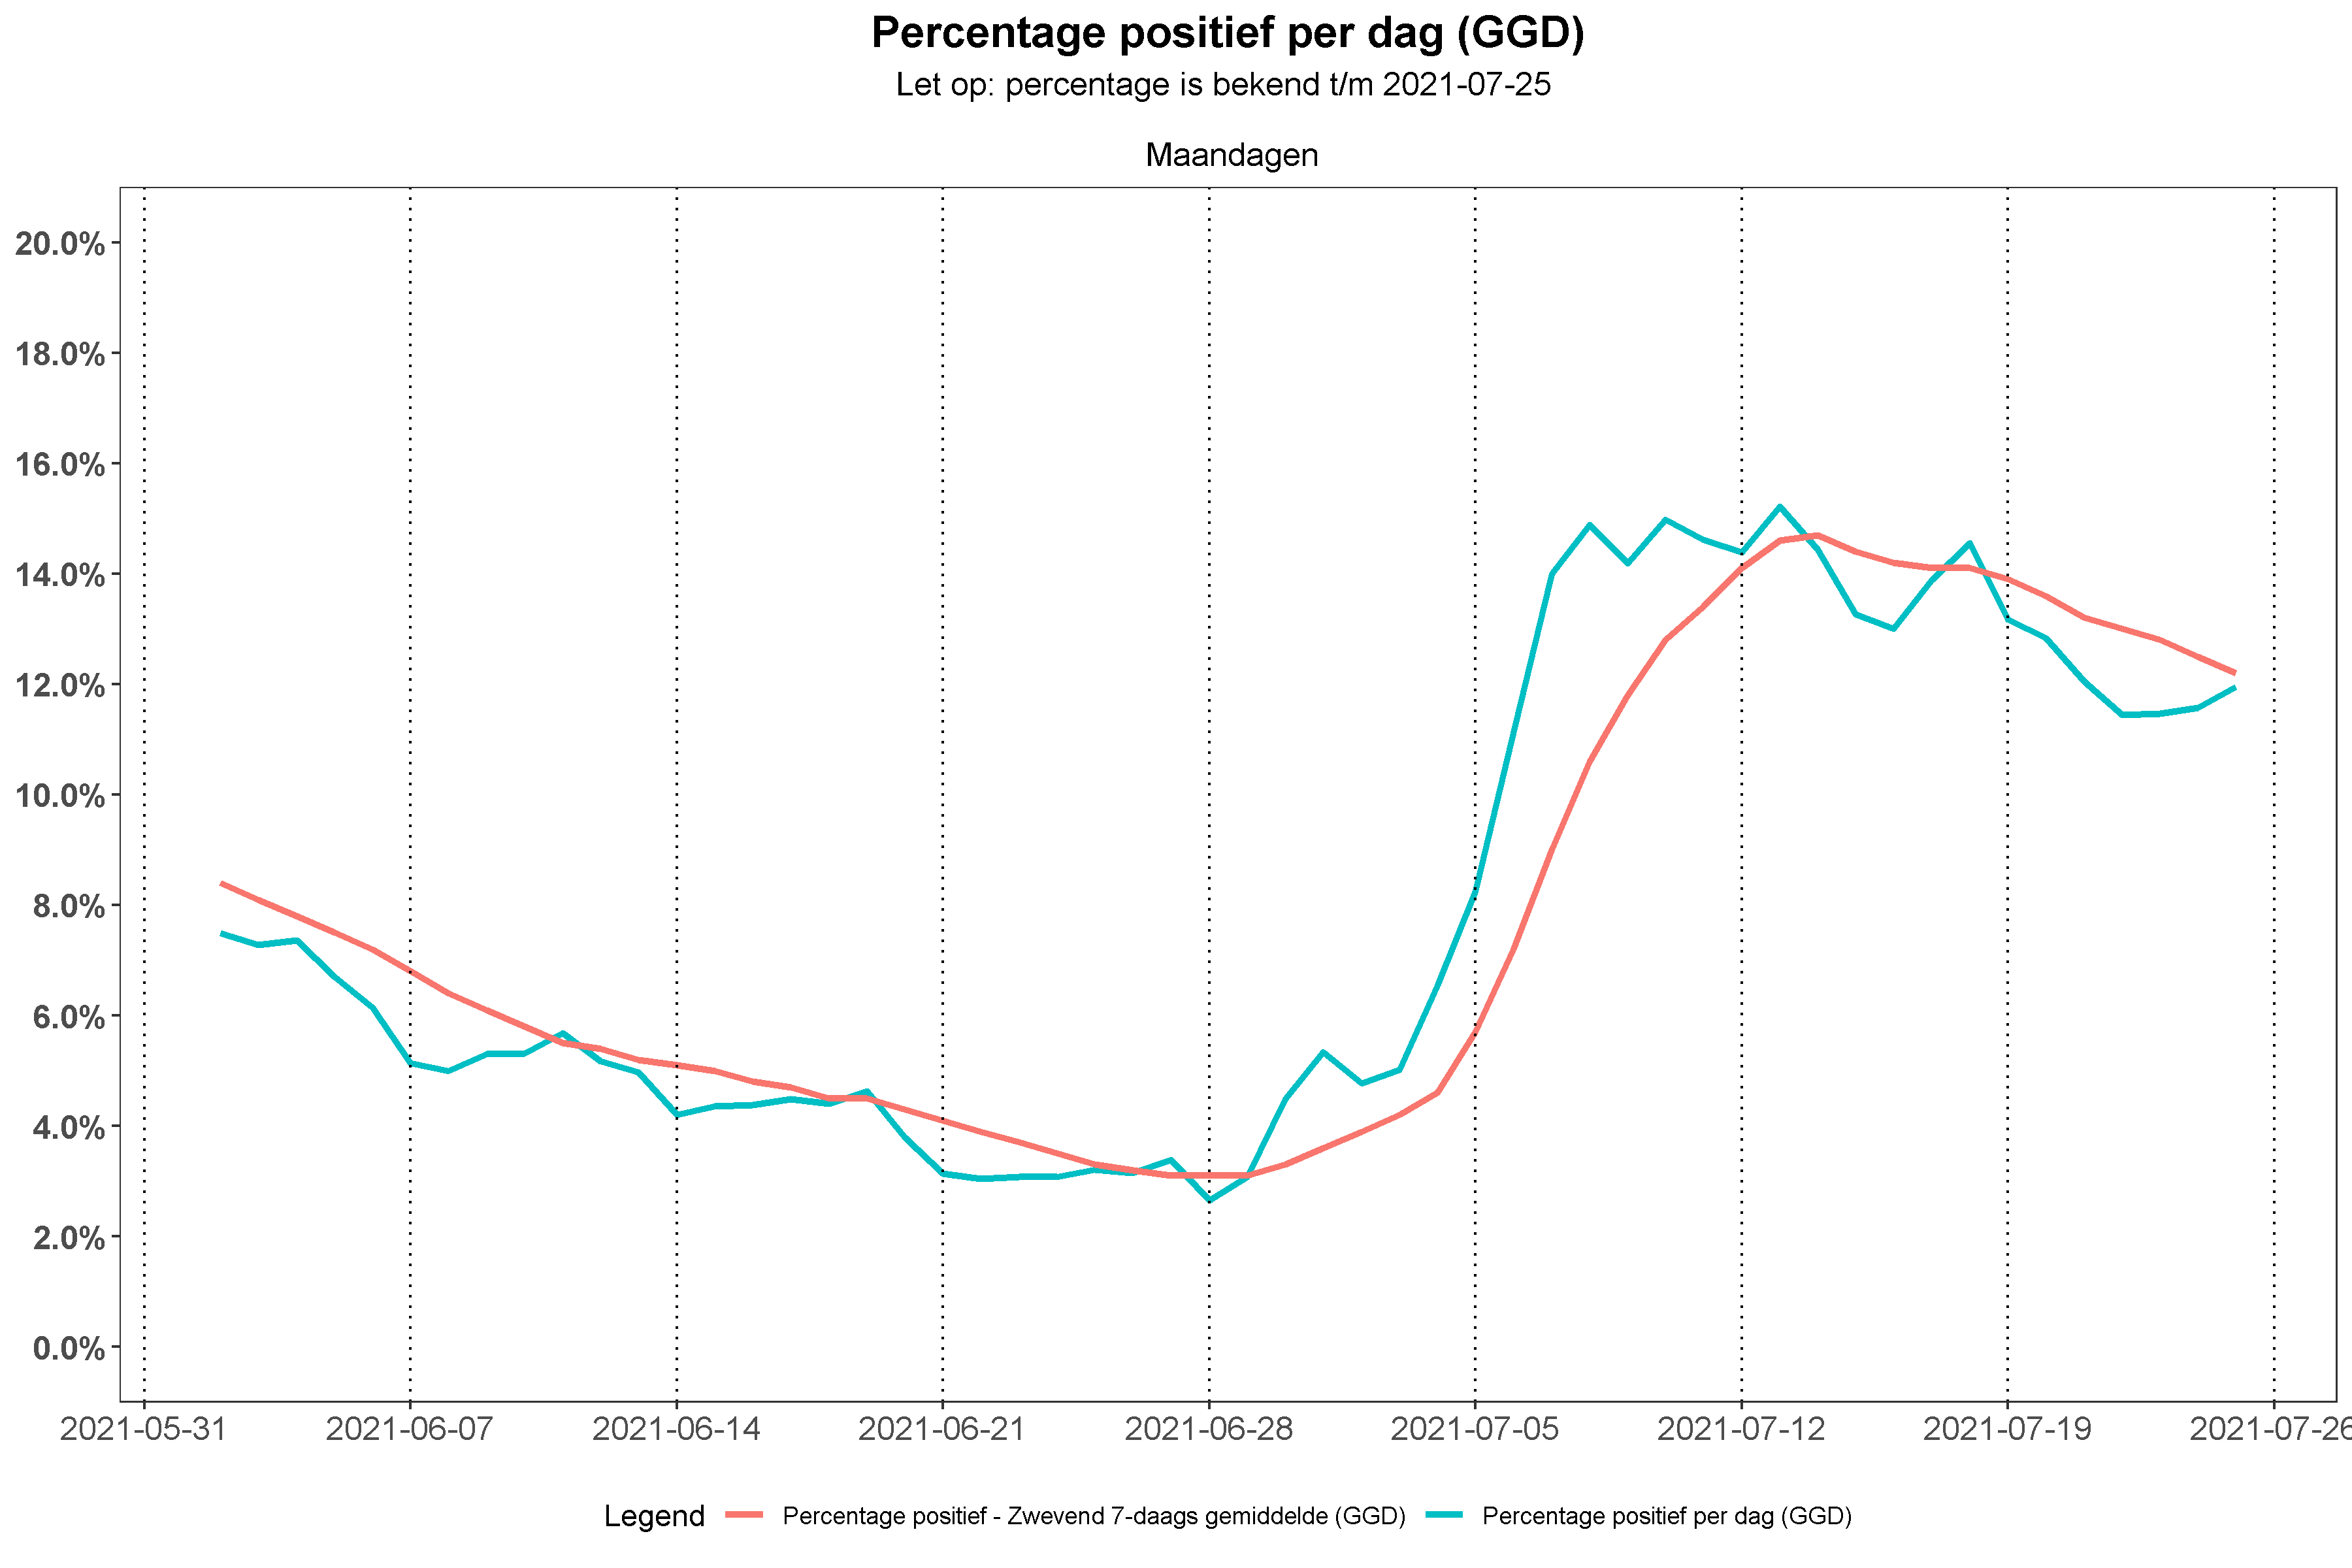 Percentage positief per dag (GGD)
Let op: percentage is bekend t/m 2021-07-25
Maandagen
20.0%
18.0%
16.0%
14.0%
12.0%
10.0%
8.0%
6.0%
4.0%
2.0%
0.0%
2021-05-31 2021-06-07 2021-06-14 2021-06-21 2021-06-28 2021-07-05 2021-07-12 2021-07-19 2021-07-26
Legend Percentage positief - Zwevend 7-daags gemiddelde (GGD) Percentage positief per dag (GGD)